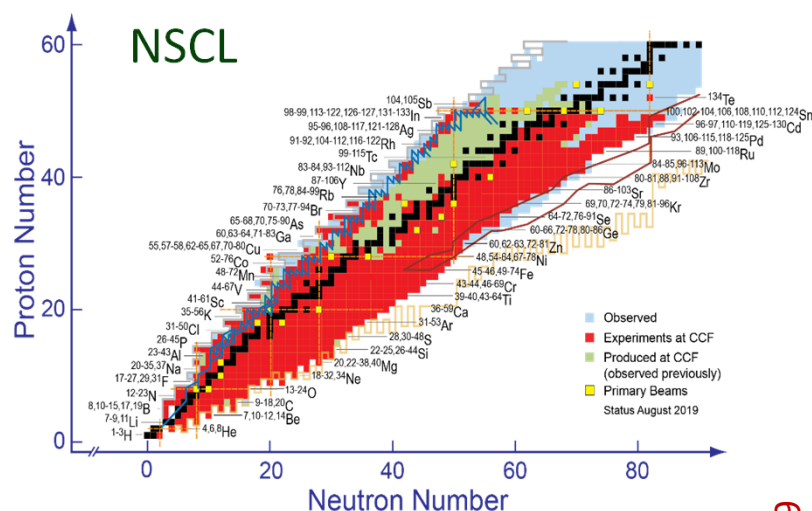 NSCL
60
40
20
0
Proton Number
0
20
40
60
80
Neutron Number
104,105Sb
98-99,113-122,126-127,131-133In
95-96,108-117,121-128Ag
91-92,104-112,116-122Rh
99-115Tc
83-84,93-112Nb
87-106Y
76,78,84-99Rb
70-73,77-94Br
65-68,70,75-90As
60,63-64,71-83Ga
55,57-58,62-65,67,70-80Cu
52-76Co
48-72Mn
44-67V
41-61Sc
35-56K
31-50Cl
26-45P
23-43Al
20-35,37Na
17-27,29,31F
12-23N
8,10-15,17,19B
7-9,11Li
1-3H
134Te
100,102-104,106,108,110,112,124Sn
96-97,110-119,125-130Cd
93,106-115,118-125Pd
89,100-118Ru
84-85,96-113Mo
80-81,88,91-108Zr
86-103Sr
69,70,72-74,79,81-96Kr
64-72,76-91Se
60-66,72-78,80-86Ge
60,62-63,72-81Zn
48,54-64,67-78Ni
45-46,49-74Fe
43-44,46-69Cr
39-40,43-64Ti
36-59Ca
31-53Ar
28,30-48S
22-25,26-44Si
20,22-38,40Mg
18-32,34Ne
13-24O
9-18,20C
7,10-12,14Be
4,6,8He
Observed
Experiments at CCF
Produced at CCF
(observed previously)
Primary Beams
Status August 2019